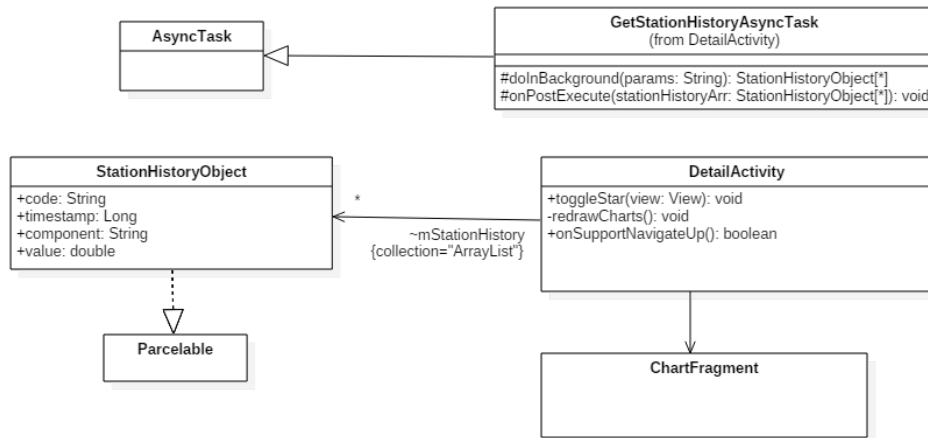 AsyncTask
GetStationHistoryAsyncTask
(from DetailActivity)
#doInBackground(params: String): StationHistoryObject[*]
#onPostExecute(stationHistoryArr: StationHistoryObject[*]): void
StationHistoryObject
+code: String
+timestamp: Long
+component: String
+value: double
*
~mStationHistory
{collection="ArrayList"}
DetailActivity
+toggleStar(view: View): void
-redrawCharts(): void
+onSupportNavigateUp(): boolean
Parcelable
ChartFragment